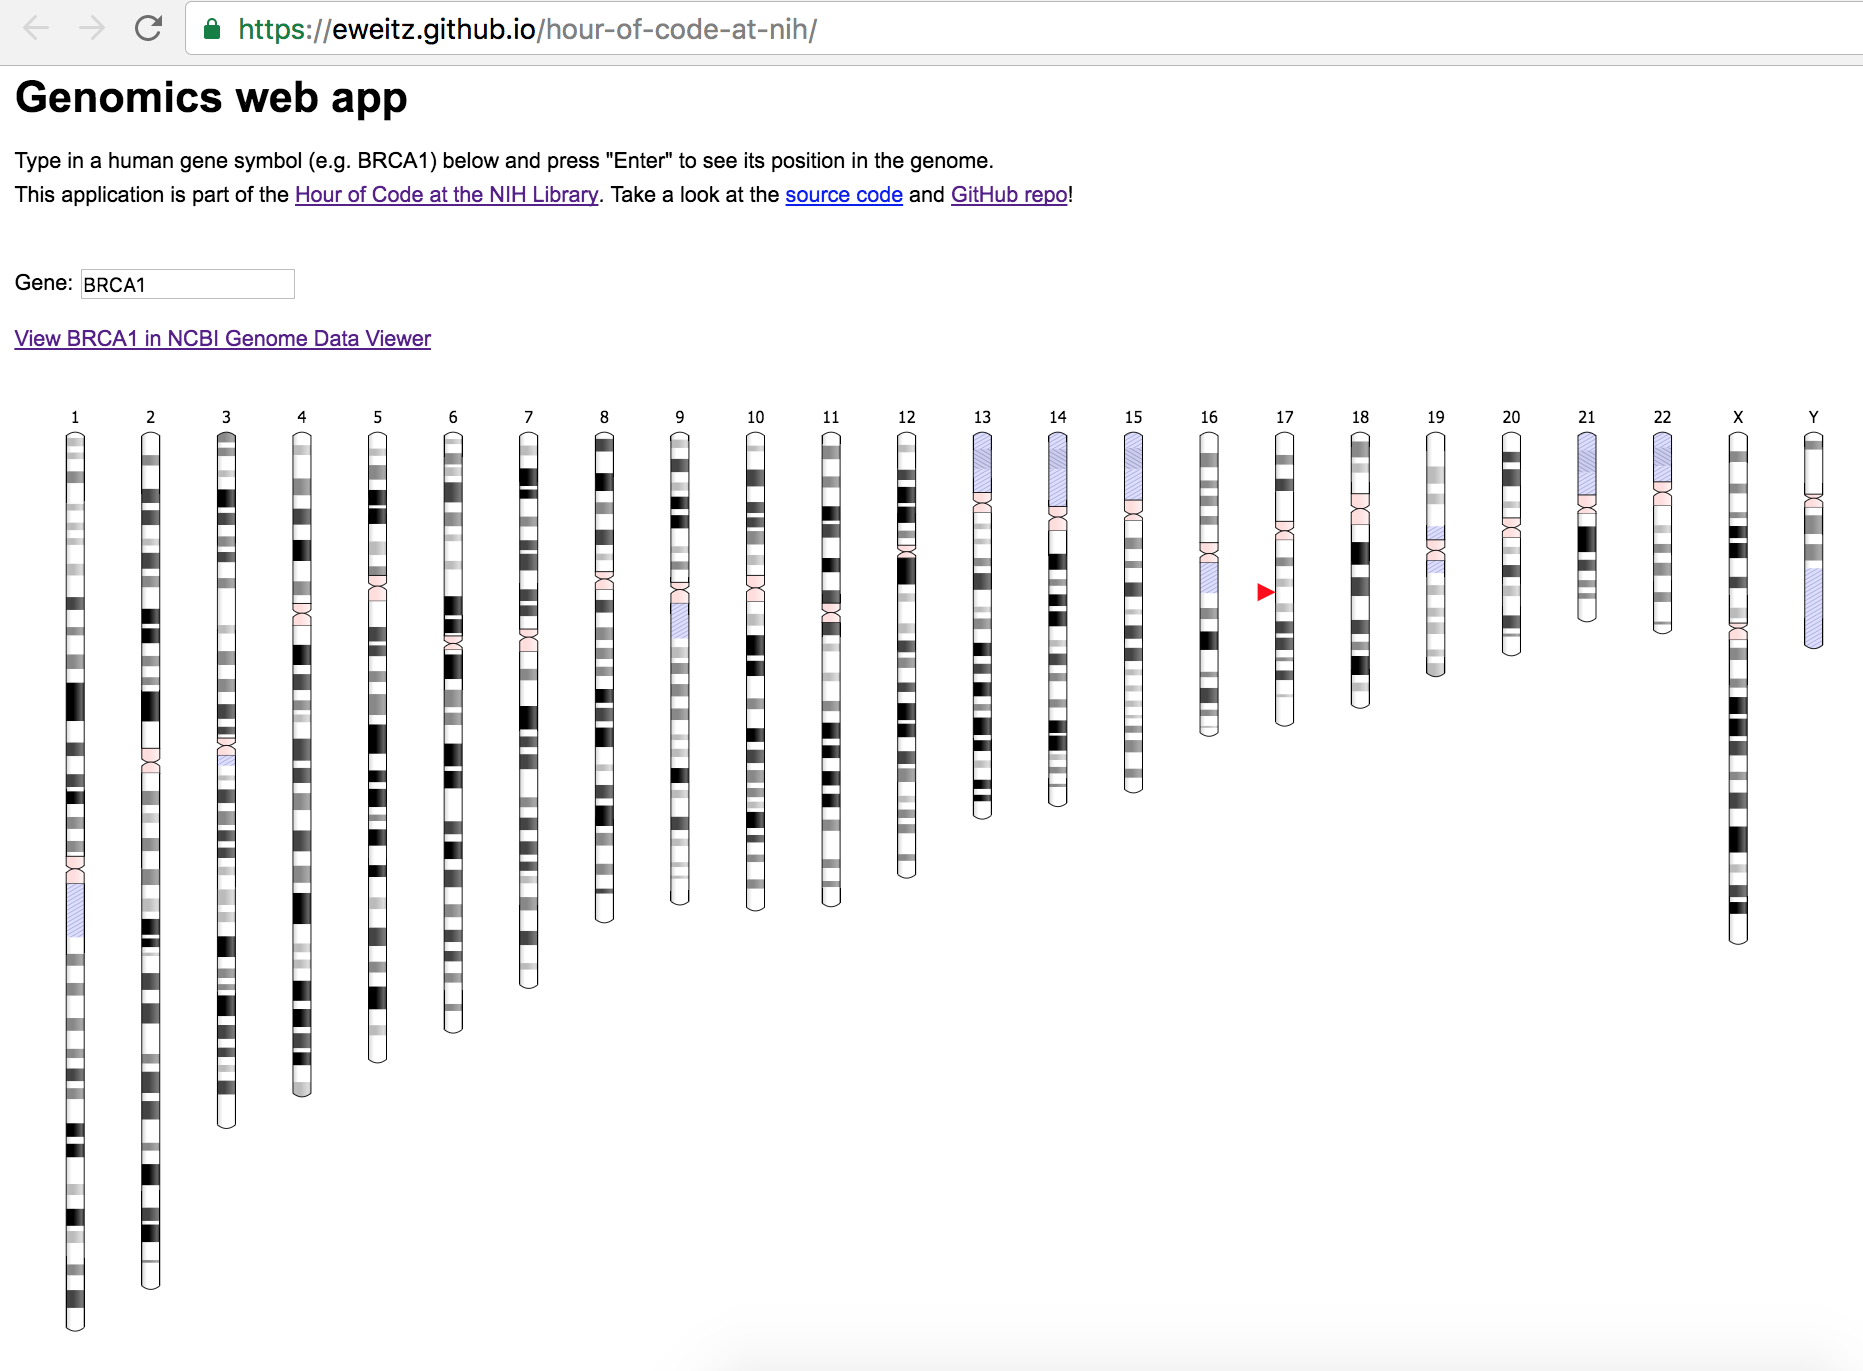 https://eweitz.github.io/hour-of-code-at-nih/
Genomics web app
Type in a human gene symbol (e.g. BRCA1) below and press "Enter" to see its position in the genome.
This application is part of the Hour of Code at the NIH Library. Take a look at the source code and GitHub repo!
Gene: BRCA1
View BRCA1 in NCBI Genome Data Viewer
1 2 3 4 5 6 7 8 9 10 11 12 13 14 15 16 17 18 19 20 21 22 X Y